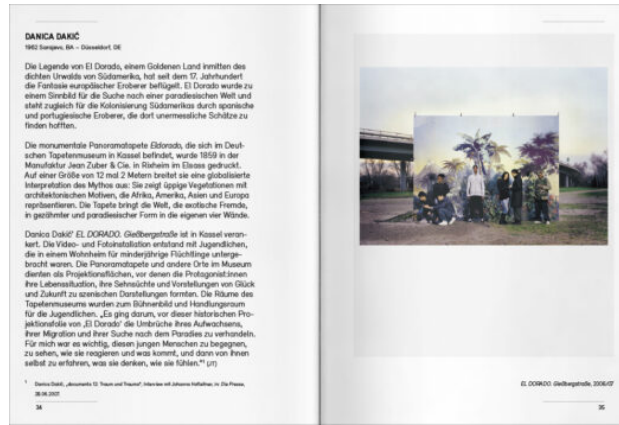 DANICA DAKIĆ
1962 Sarajevo, BA – Düsseldorf, DE
Die Legende von El Dorado, einem Goldenen Land inmitten des
dichten Urwalds von Südamerika, hat seit dem 17. Jahrhundert
die Fantasie europäischer Eroberer beflügelt. El Dorado wurde zu
einem Sinnbild für die Suche nach einer paradiesischen Welt und
steht zugleich für die Kolonisierung Südamerikas durch spanische
und portugiesische Eroberer, die dort unermessliche Schätze zu
finden hofften.
Die monumentale Panoramatapete Eldorado, die sich im Deut-
schen Tapetenmuseum in Kassel befindet, wurde 1859 in der
Manufaktur Jean Zuber & Cie. in Rixheim im Elsass gedruckt.
Auf einer Größe von 12 mal 2 Metern breitet sie eine globalisierte
Interpretation des Mythos aus: Sie zeigt üppige Vegetationen mit
architektonischen Motiven, die Afrika, Amerika, Asien und Europa
repräsentieren. Die Tapete bringt die Welt, die exotische Fremde,
in gezähmter und paradiesischer Form in die eigenen vier Wände.
Danica Dakić' EL DORADO. Gießbergstraße ist in Kassel veran-
kert. Die Video- und Fotoinstallation entstand mit Jugendlichen,
die in einem Wohnheim für minderjährige Flüchtlinge unterge-
bracht waren. Die Panoramatapete und andere Orte im Museum
dienten als Projektionsflächen, vor denen die Protagonist:innen
ihre Lebenssituation, ihre Sehnsüchte und Vorstellungen von Glück
und Zukunft zu szenischen Darstellungen formten. Die Räume des
Tapetenmuseums wurden zum Bühnenbild und Handlungsraum
für die Jugendlichen. „Es ging darum, vor dieser historischen Pro-
jektionsfolie von ‚El Dorado' die Umbrüche ihres Aufwachsens,
ihrer Migration und ihrer Suche nach dem Paradies zu verhandeln.
Für mich war es wichtig, diesen jungen Menschen zu begegnen,
zu sehen, wie sie reagieren und was kommt, und dann von ihnen
selbst zu erfahren, was sie denken, wie sie fühlen."¹ (JT)
¹ Danica Dakić, „documenta 12: Traum und Trauma", Interview mit Johanna Hofleitner, in: Die Presse,
28.06.2007.
34
EL DORADO. Gießbergstraße, 2006/07
35